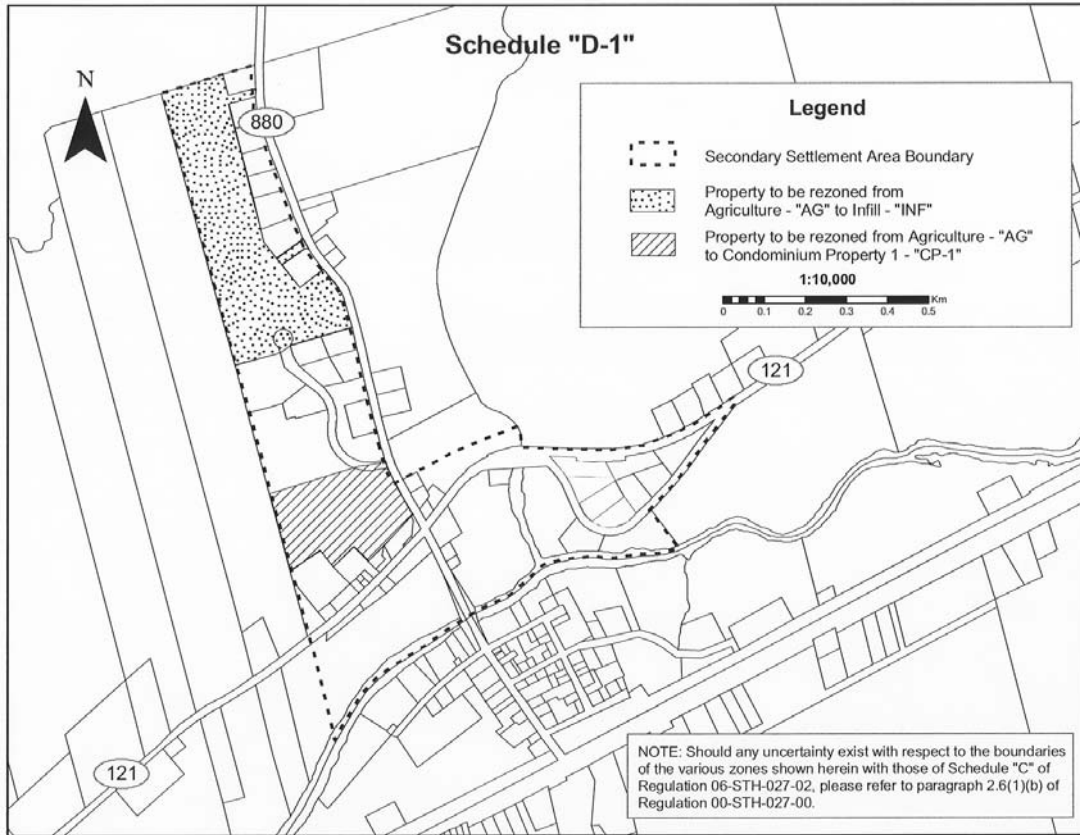 Schedule "D-1"
N
880
Legend
Secondary Settlement Area Boundary
Property to be rezoned from
Agriculture - "AG" to Infill - "INF"
Property to be rezoned from Agriculture - "AG"
to Condominium Property 1 - "CP-1"
1:10,000
Km
0 0.1 0.2 0.3 0.4 0.5
121
121
NOTE: Should any uncertainty exist with respect to the boundaries
of the various zones shown herein with those of Schedule "C" of
Regulation 06-STH-027-02, please refer to paragraph 2.6(1)(b) of
Regulation 00-STH-027-00.